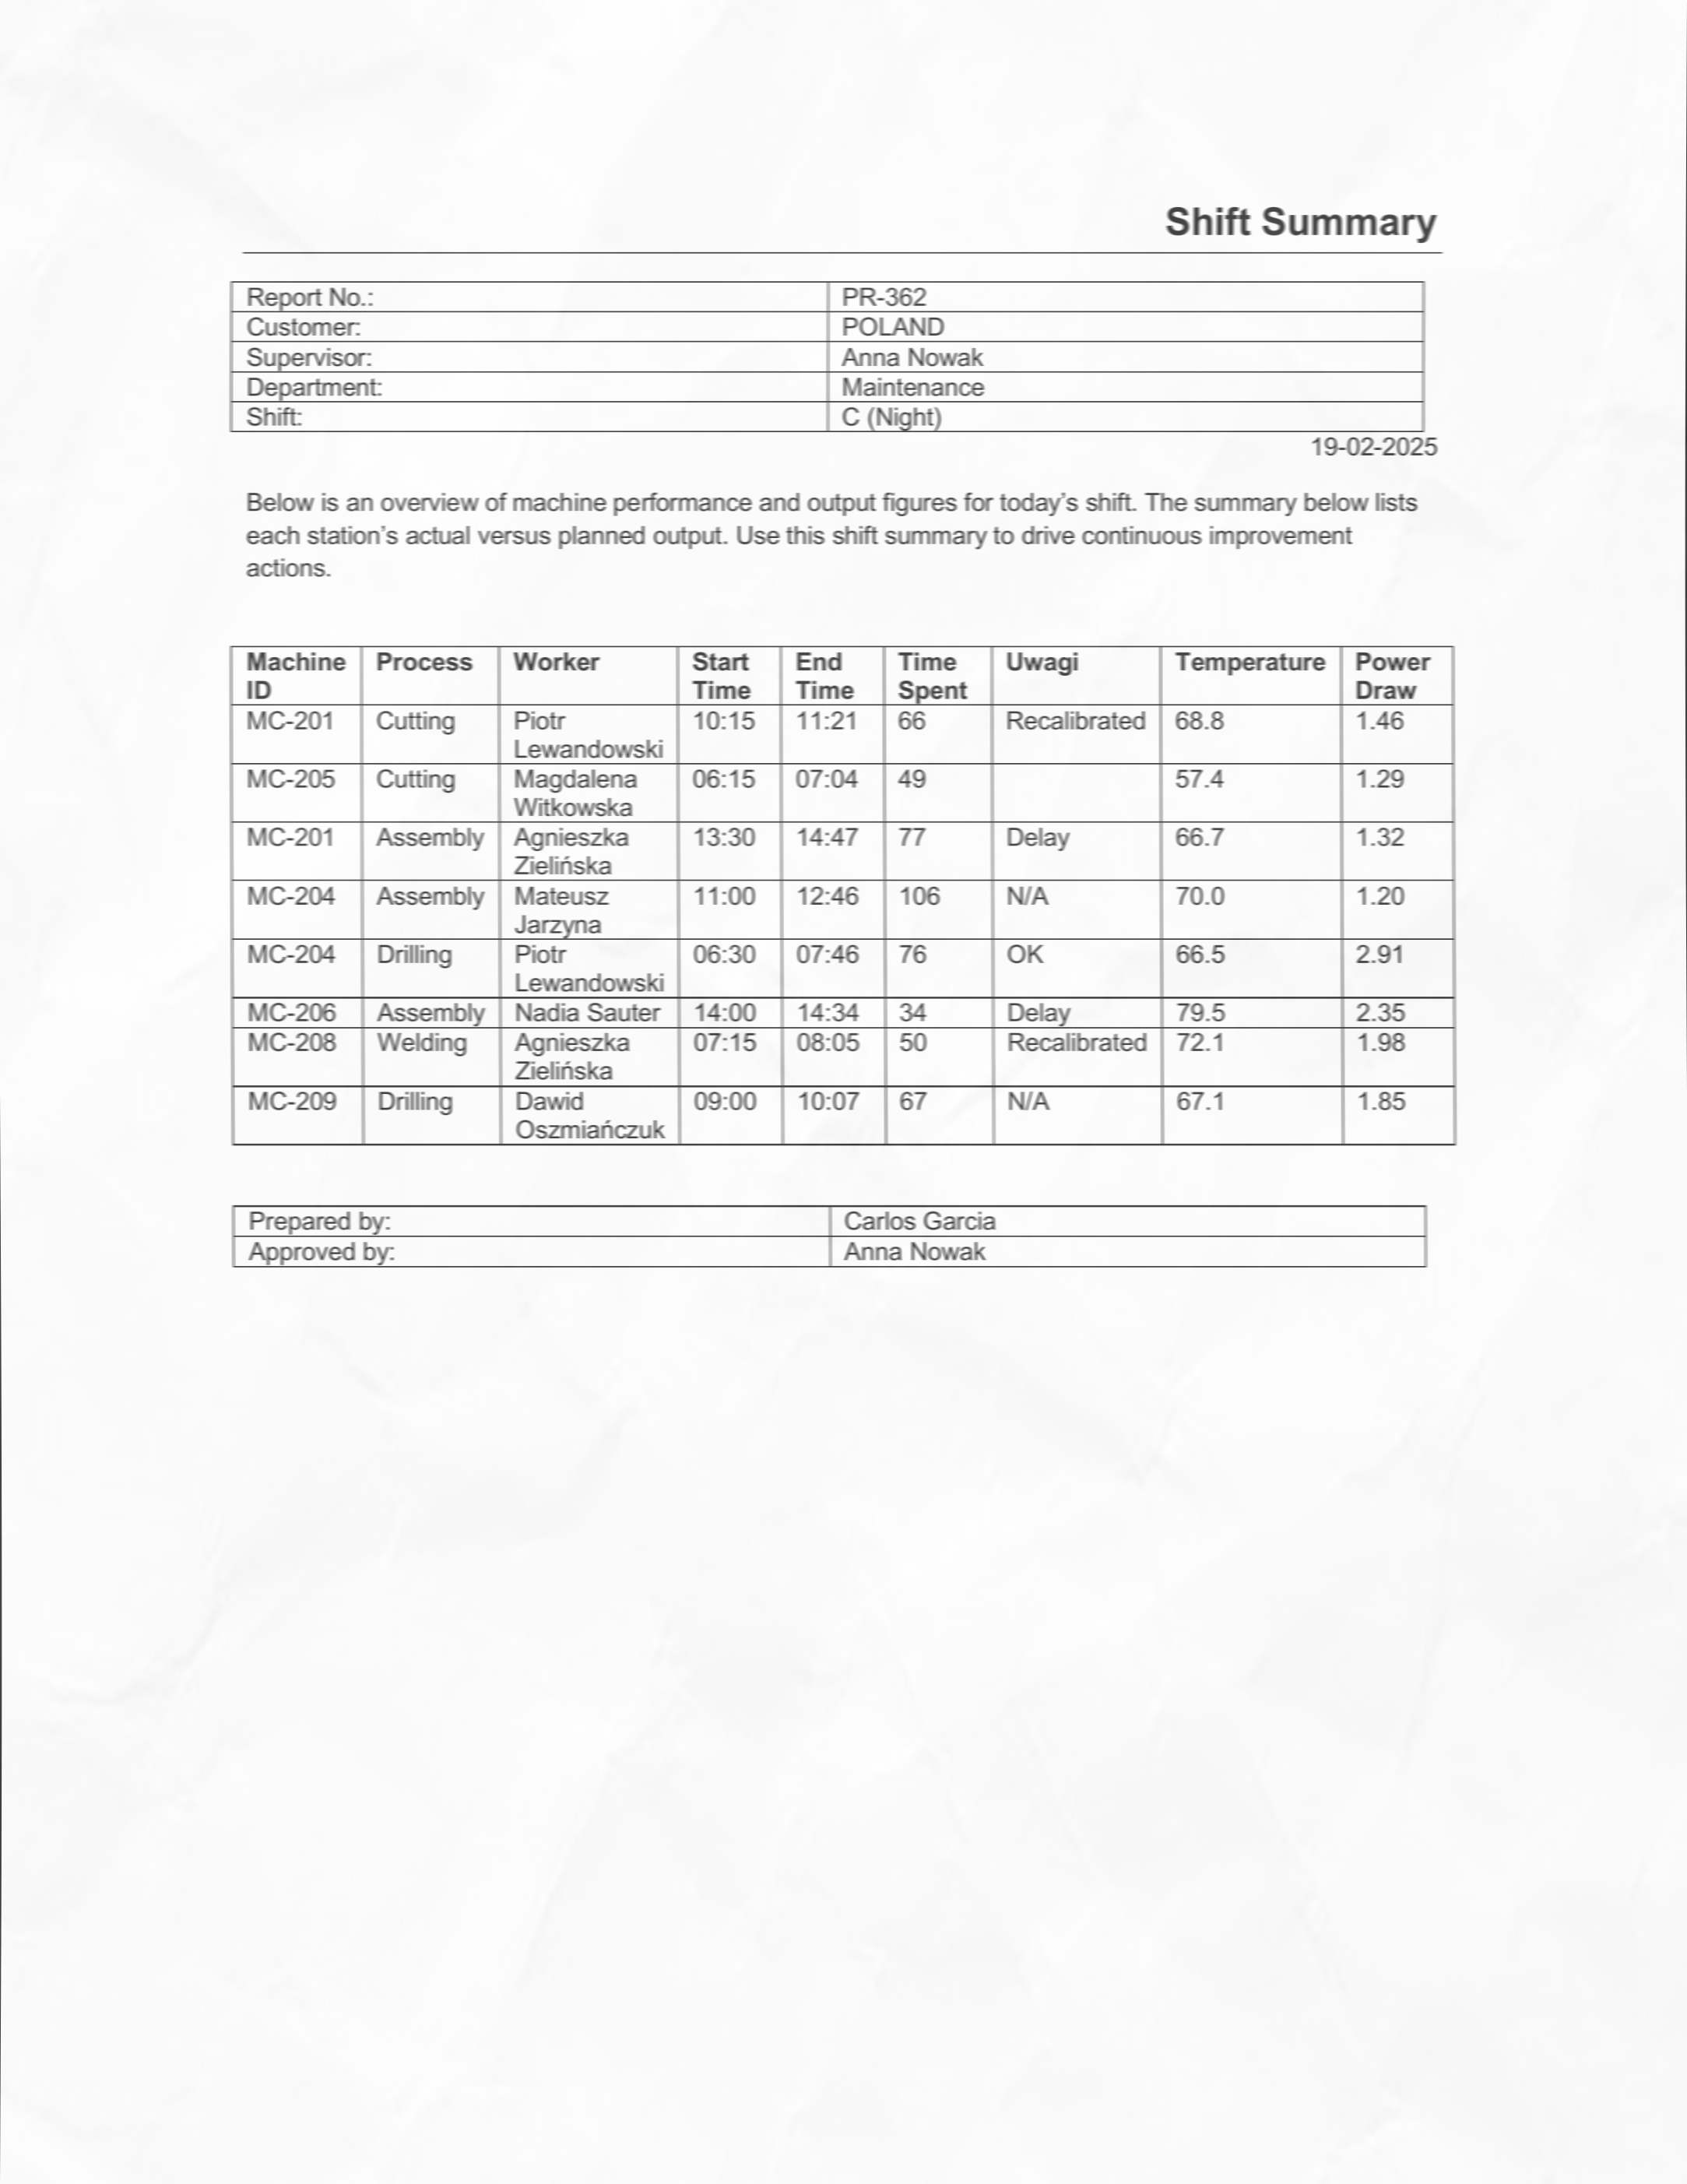 Shift Summary
Report No.: PR-362
Customer: POLAND
Supervisor: Anna Nowak
Department: Maintenance
Shift: C (Night)
19-02-2025
Below is an overview of machine performance and output figures for today's shift. The summary below lists
each station's actual versus planned output. Use this shift summary to drive continuous improvement
actions.
Machine ID Process Worker Start Time End Time Time Spent Uwagi Temperature Power Draw
MC-201 Cutting Piotr Lewandowski 10:15 11:21 66 Recalibrated 68.8 1.46
MC-205 Cutting Magdalena Witkowska 06:15 07:04 49 57.4 1.29
MC-201 Assembly Agnieszka Zielińska 13:30 14:47 77 Delay 66.7 1.32
MC-204 Assembly Mateusz Jarzyna 11:00 12:46 106 N/A 70.0 1.20
MC-204 Drilling Piotr Lewandowski 06:30 07:46 76 OK 66.5 2.91
MC-206 Assembly Nadia Sauter 14:00 14:34 34 Delay 79.5 2.35
MC-208 Welding Agnieszka Zielińska 07:15 08:05 50 Recalibrated 72.1 1.98
MC-209 Drilling Dawid Oszmiańczuk 09:00 10:07 67 N/A 67.1 1.85
Prepared by: Carlos Garcia
Approved by: Anna Nowak